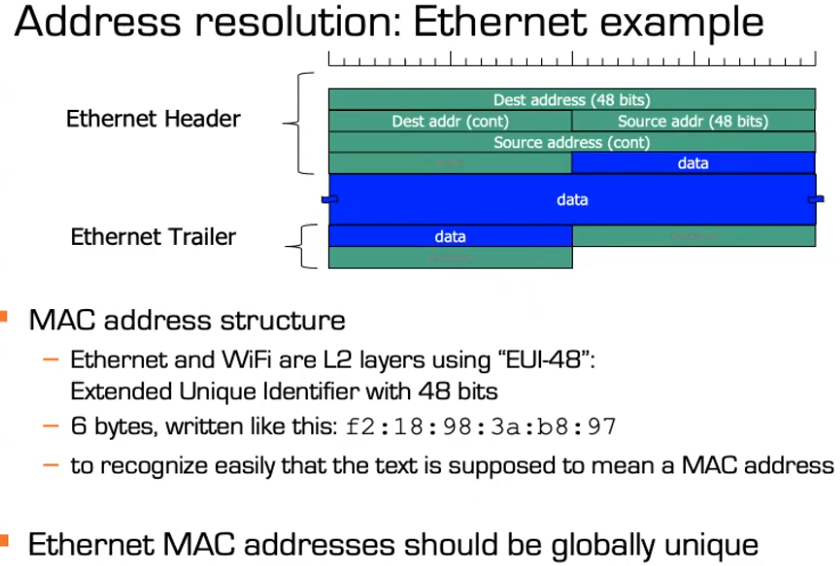 Address resolution: Ethernet example
Ethernet Header
Dest address (48 bits)
Dest addr (cont)
Source addr (48 bits)
Source address (cont)
data
data
Ethernet Trailer
data
MAC address structure
– Ethernet and WiFi are L2 layers using “EUI-48”:
Extended Unique Identifier with 48 bits
– 6 bytes, written like this: f2:18:98:3a:b8:97
– to recognize easily that the text is supposed to mean a MAC address
Ethernet MAC addresses should be globally unique